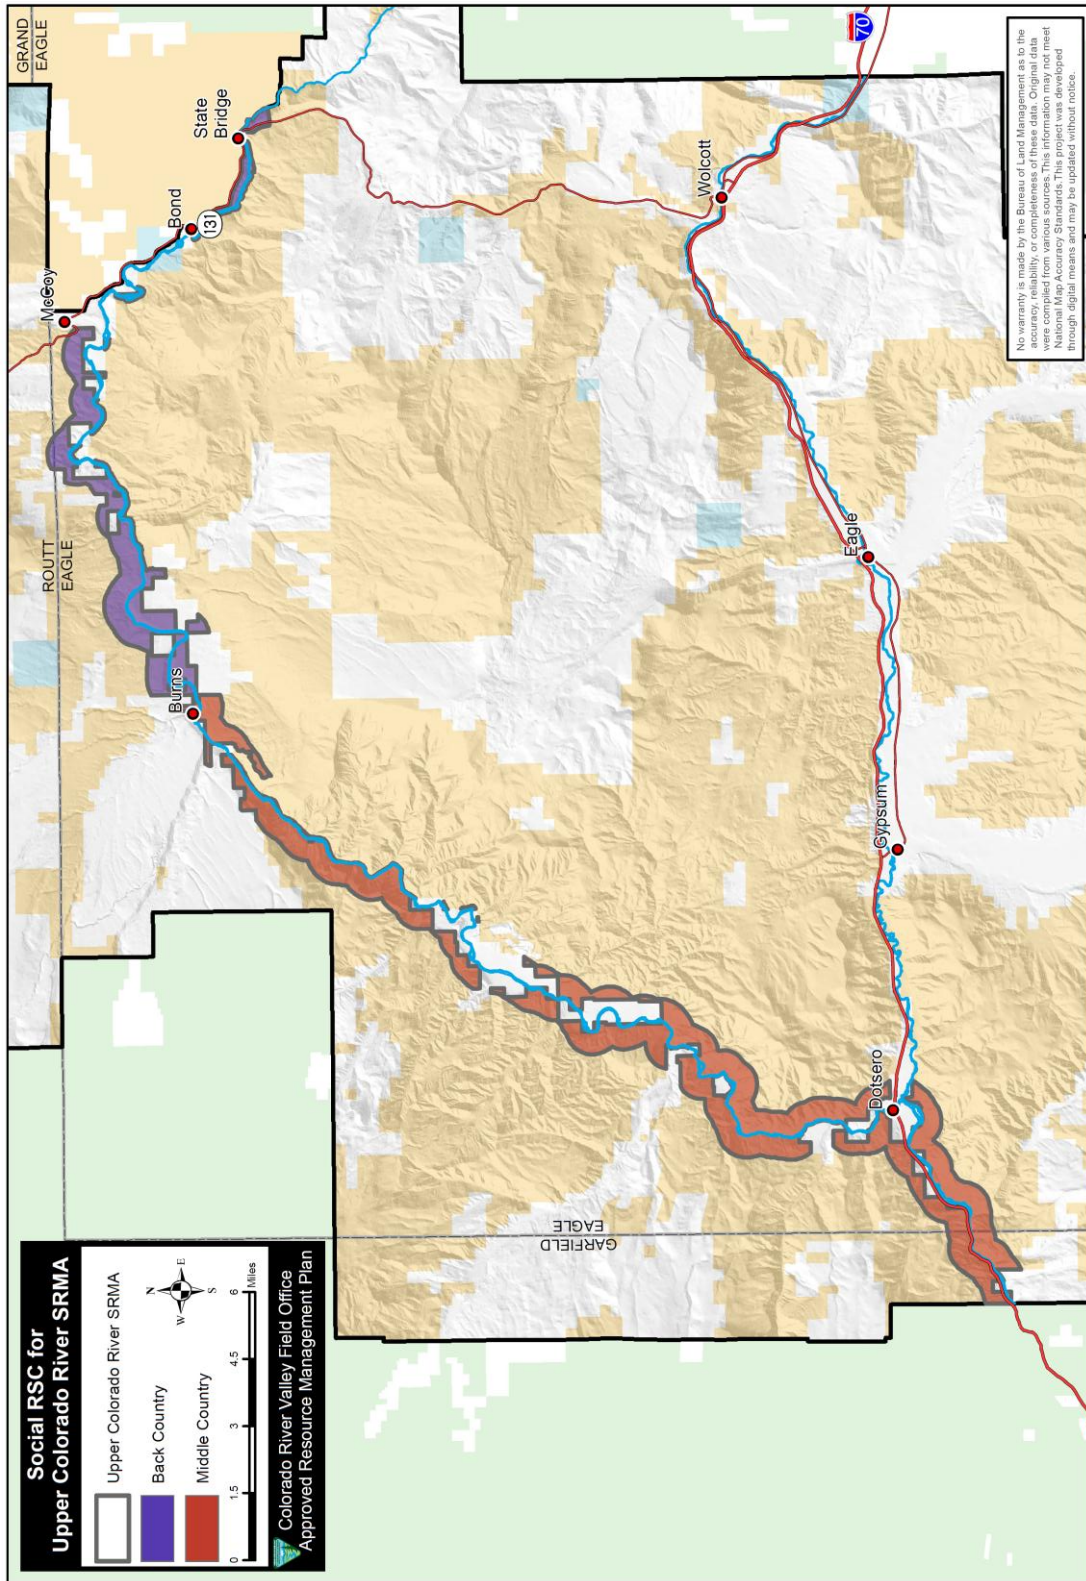 Social RSC for
Upper Colorado River SRMA
Upper Colorado River SRMA
Back Country
Middle Country
N
W
E
S
0 1.5 3 4.5 6
Miles
Colorado River Valley Field Office
Approved Resource Management Plan
ROUTT
EAGLE
GRAND
EAGLE
GARFIELD
EAGLE
McCoy
Bond
131
State
Bridge
Burns
Wolcott
70
Eagle
Gypsum
Dotsero
No warranty is made by the Bureau of Land Management as to the
accuracy, reliability, or completeness of these data. Original data
were compiled from various sources. This information may not meet
National Map Accuracy Standards. This project was developed
through digital means and may be updated without notice.